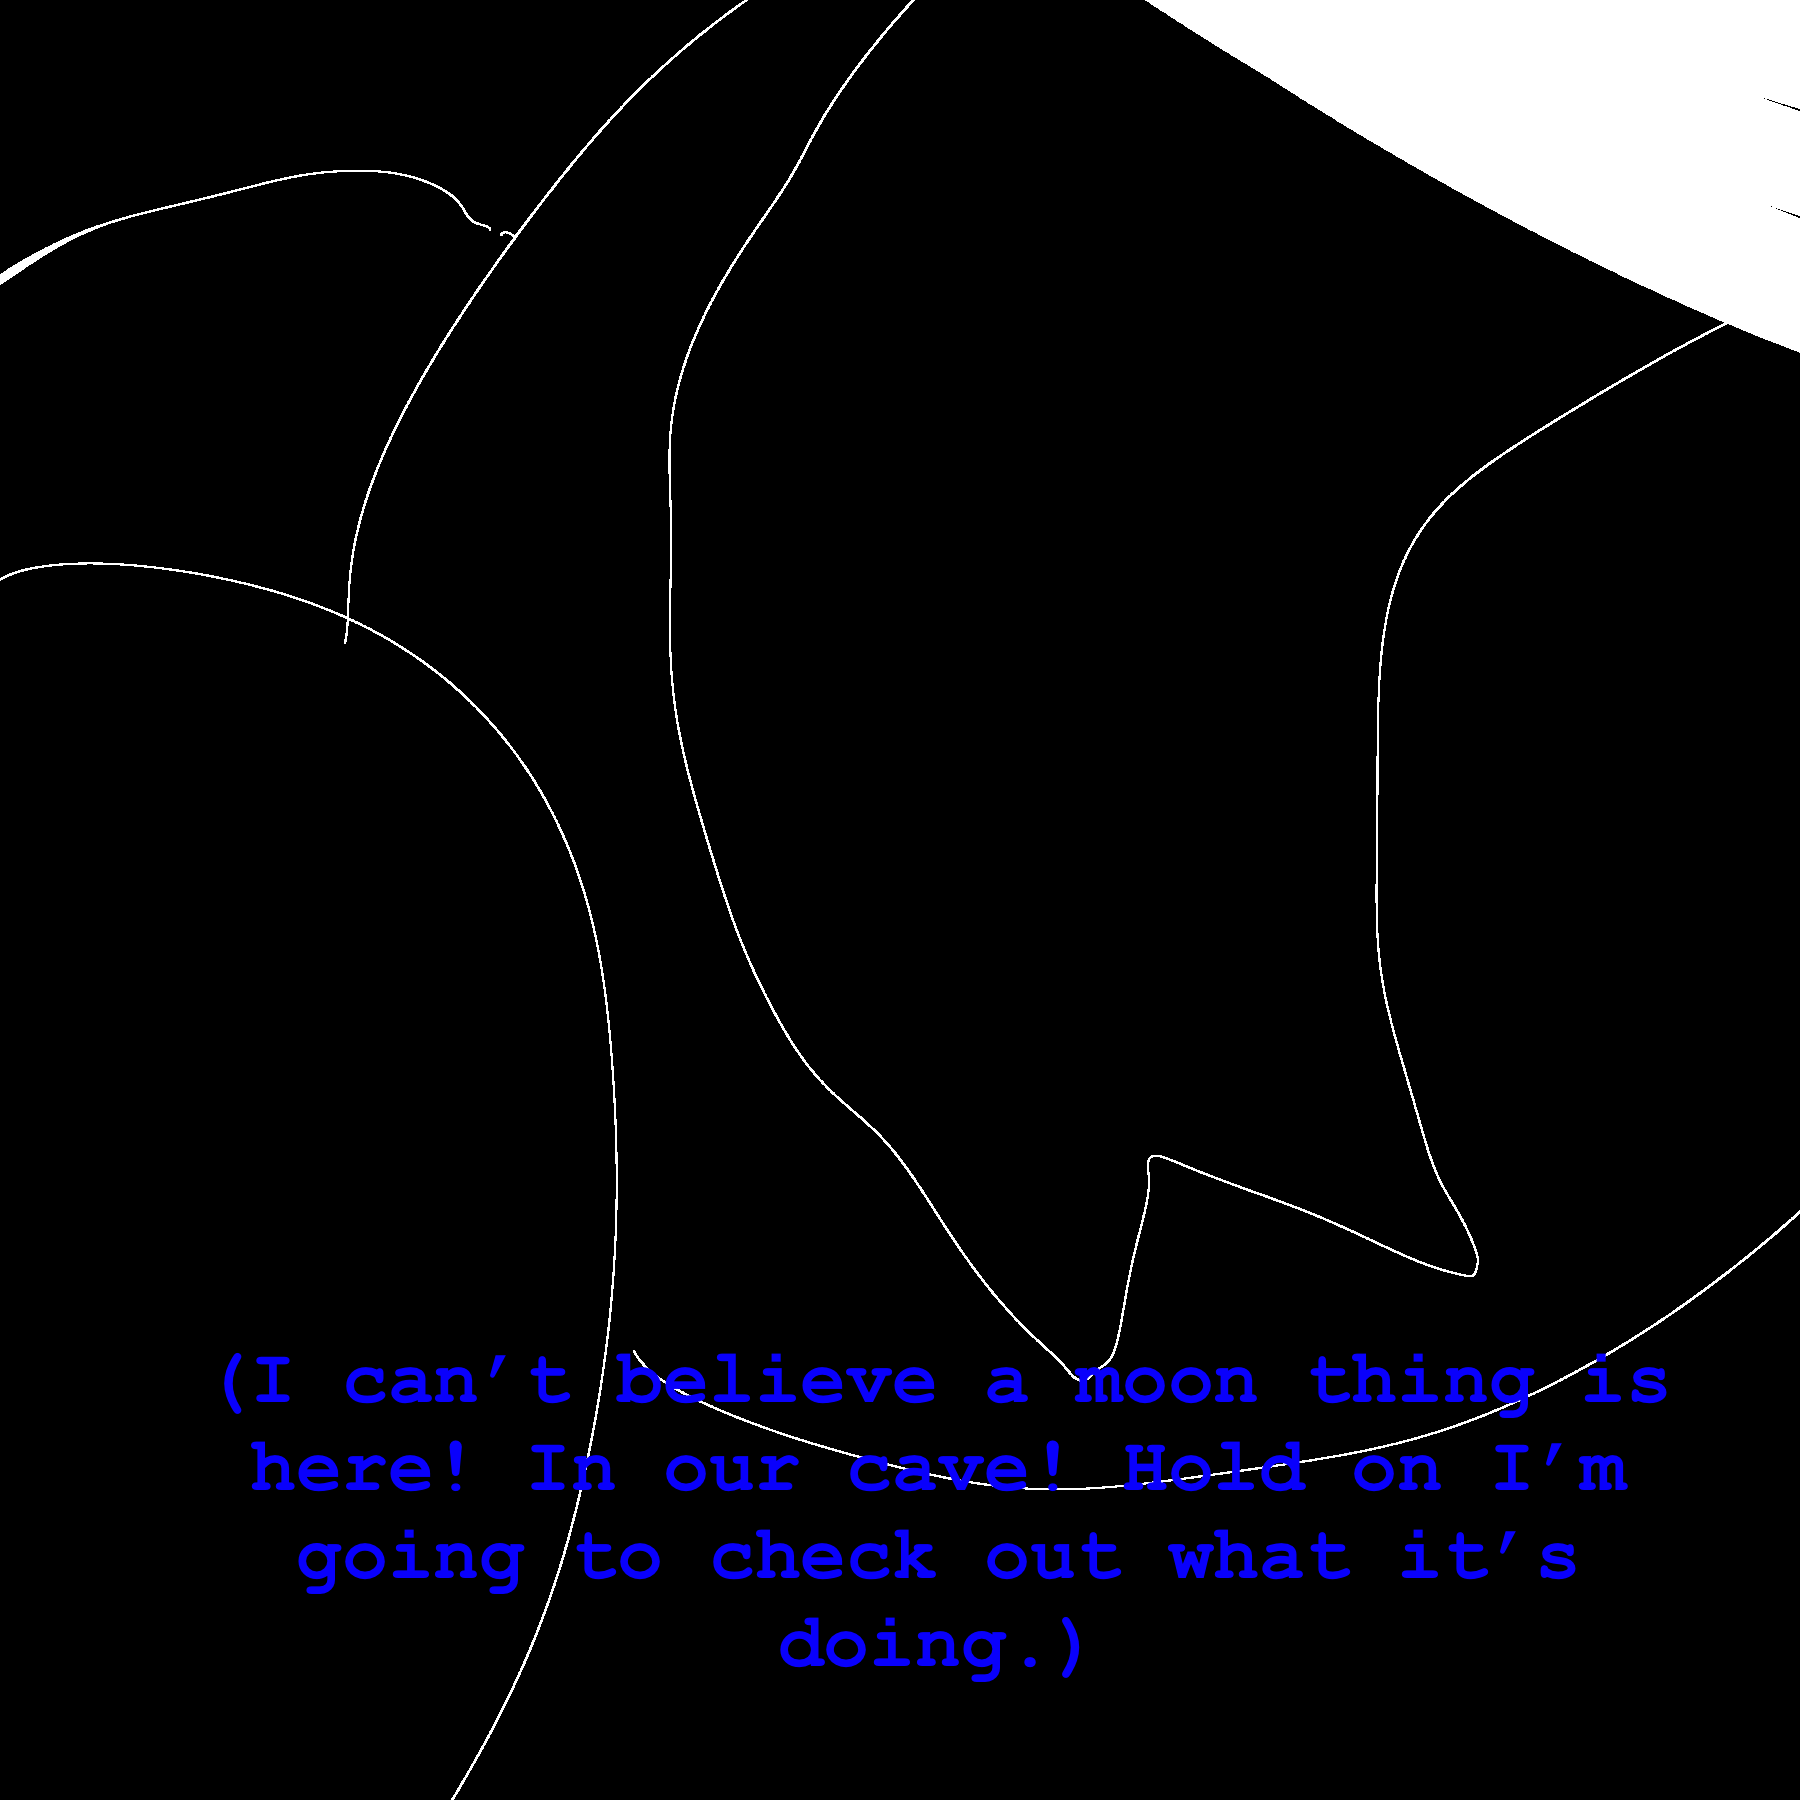 (I can't believe a moon thing is
here! In our cave! Hold on I'm
going to check out what it's
doing.)